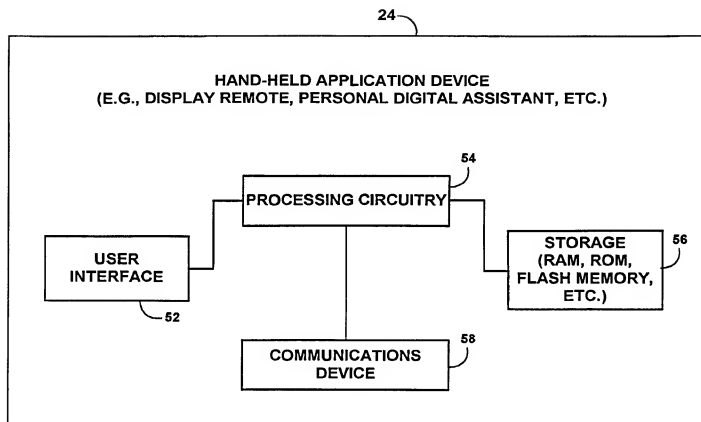 24
HAND-HELD APPLICATION DEVICE
(E.G., DISPLAY REMOTE, PERSONAL DIGITAL ASSISTANT, ETC.)
54
PROCESSING CIRCUITRY
USER
INTERFACE
52
STORAGE
(RAM, ROM,
FLASH MEMORY,
ETC.)
56
COMMUNICATIONS
DEVICE
58